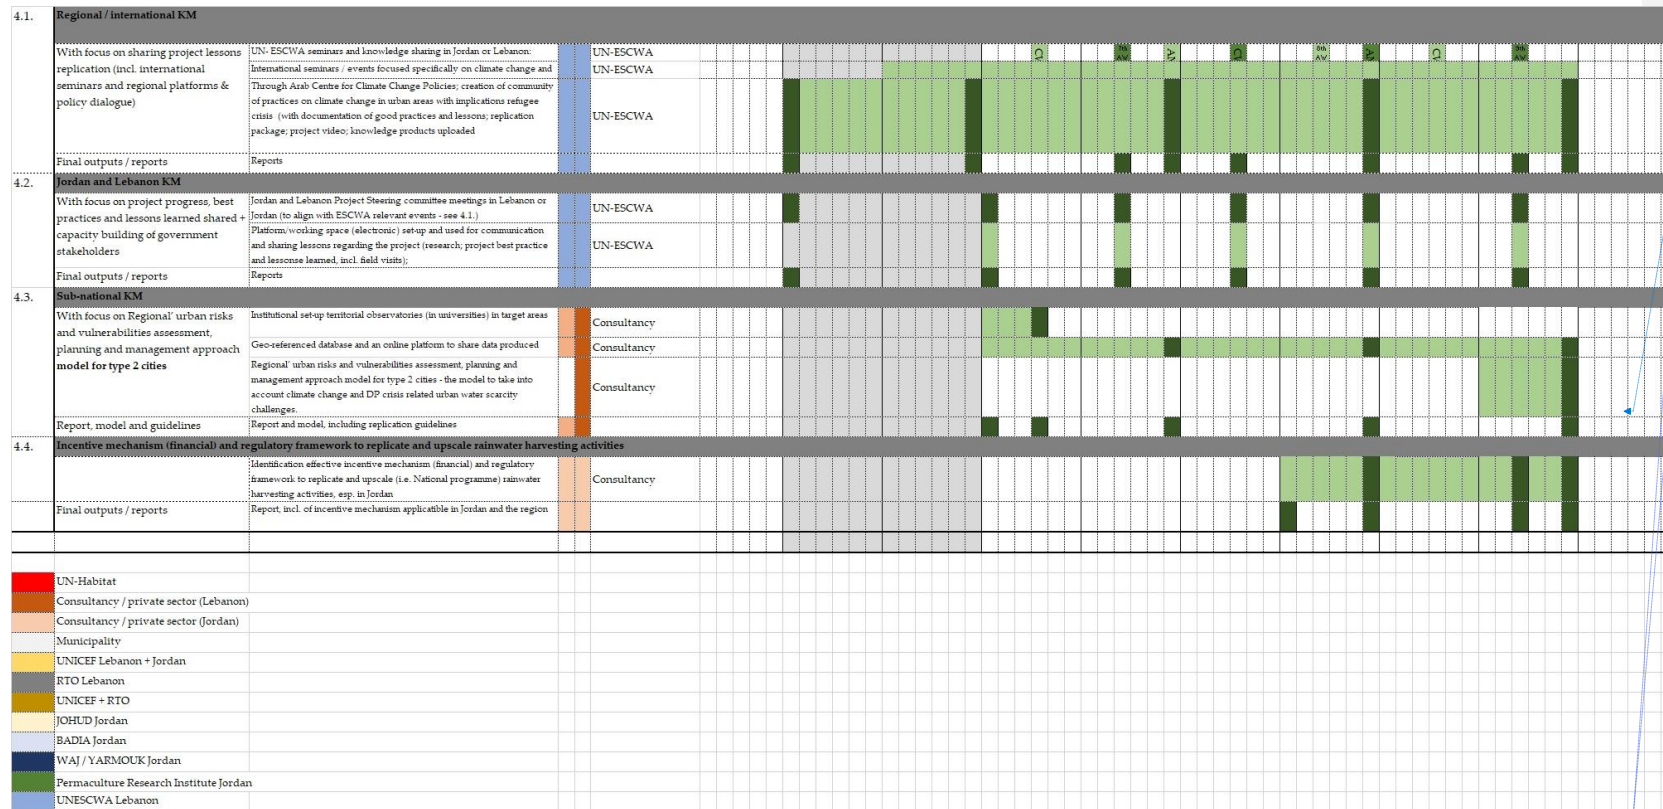 4.1. Regional / international KM
With focus on sharing project lessons
replication (incl. international
seminars and regional platforms &
policy dialogue)
UN- ESCWA seminars and knowledge sharing in Jordan or Lebanon:
UN-ESCWA
International seminars / events focused specifically on climate change and
UN-ESCWA
Through Arab Centre for Climate Change Policies; creation of community
of practices on climate change in urban areas with implications refugee
crisis (with documentation of good practices and lessons; replication
package; project video; knowledge products uploaded
UN-ESCWA
Final outputs / reports
Reports
4.2. Jordan and Lebanon KM
With focus on project progress, best
practices and lessons learned shared +
capacity building of government
stakeholders
Jordan and Lebanon Project Steering committee meetings in Lebanon or
Jordan (to align with ESCWA relevant events - see 4.1.)
UN-ESCWA
Platform/working space (electronic) set-up and used for communication
and sharing lessons regarding the project (research; project best practice
and lessonse learned, incl. field visits);
UN-ESCWA
Final outputs / reports
Reports
4.3. Sub-national KM
With focus on Regional' urban risks
and vulnerabilities assessment,
planning and management approach
model for type 2 cities
Institutional set-up territorial observatories (in universities) in target areas
Consultancy
Geo-referenced database and an online platform to share data produced
Consultancy
Regional' urban risks and vulnerabilities assessment, planning and
management approach model for type 2 cities - the model to take into
account climate change and DP crisis related urban water scarcity
challenges.
Consultancy
Report, model and guidelines
Report and model, including replication guidelines
4.4. Incentive mechanism (financial) and regulatory framework to replicate and upscale rainwater harvesting activities
Identification effective incentive mechanism (financial) and regulatory
framework to replicate and upscale (i.e. National programme) rainwater
harvesting activities, esp. in Jordan
Consultancy
Final outputs / reports
Report, incl. of incentive mechanism applicatible in Jordan and the region
UN-Habitat
Consultancy / private sector (Lebanon)
Consultancy / private sector (Jordan)
Municipality
UNICEF Lebanon + Jordan
RTO Lebanon
UNICEF + RTO
JOHUD Jordan
BADIA Jordan
WAJ / YARMOUK Jordan
Permaculture Research Institute Jordan
UNESCWA Lebanon